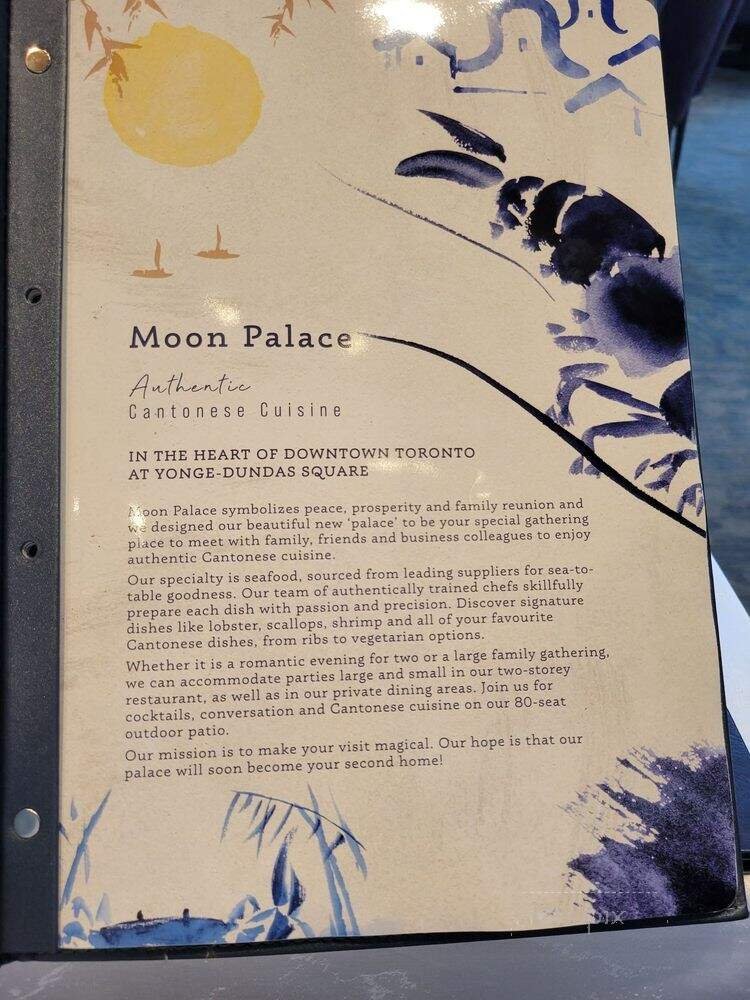 Moon Palace
Authentic
Cantonese Cuisine
IN THE HEART OF DOWNTOWN TORONTO
AT YONGE-DUNDAS SQUARE
Moon Palace symbolizes peace, prosperity and family reunion and
we designed our beautiful new 'palace' to be your special gathering
place to meet with family, friends and business colleagues to enjoy
authentic Cantonese cuisine.
Our specialty is seafood, sourced from leading suppliers for sea-to-
table goodness. Our team of authentically trained chefs skillfully
prepare each dish with passion and precision. Discover signature
dishes like lobster, scallops, shrimp and all of your favourite
Cantonese dishes, from ribs to vegetarian options.
Whether it is a romantic evening for two or a large family gathering,
we can accommodate parties large and small in our two-storey
restaurant, as well as in our private dining areas. Join us for
cocktails, conversation and Cantonese cuisine on our 80-seat
outdoor patio.
Our mission is to make your visit magical. Our hope is that our
palace will soon become your second home!